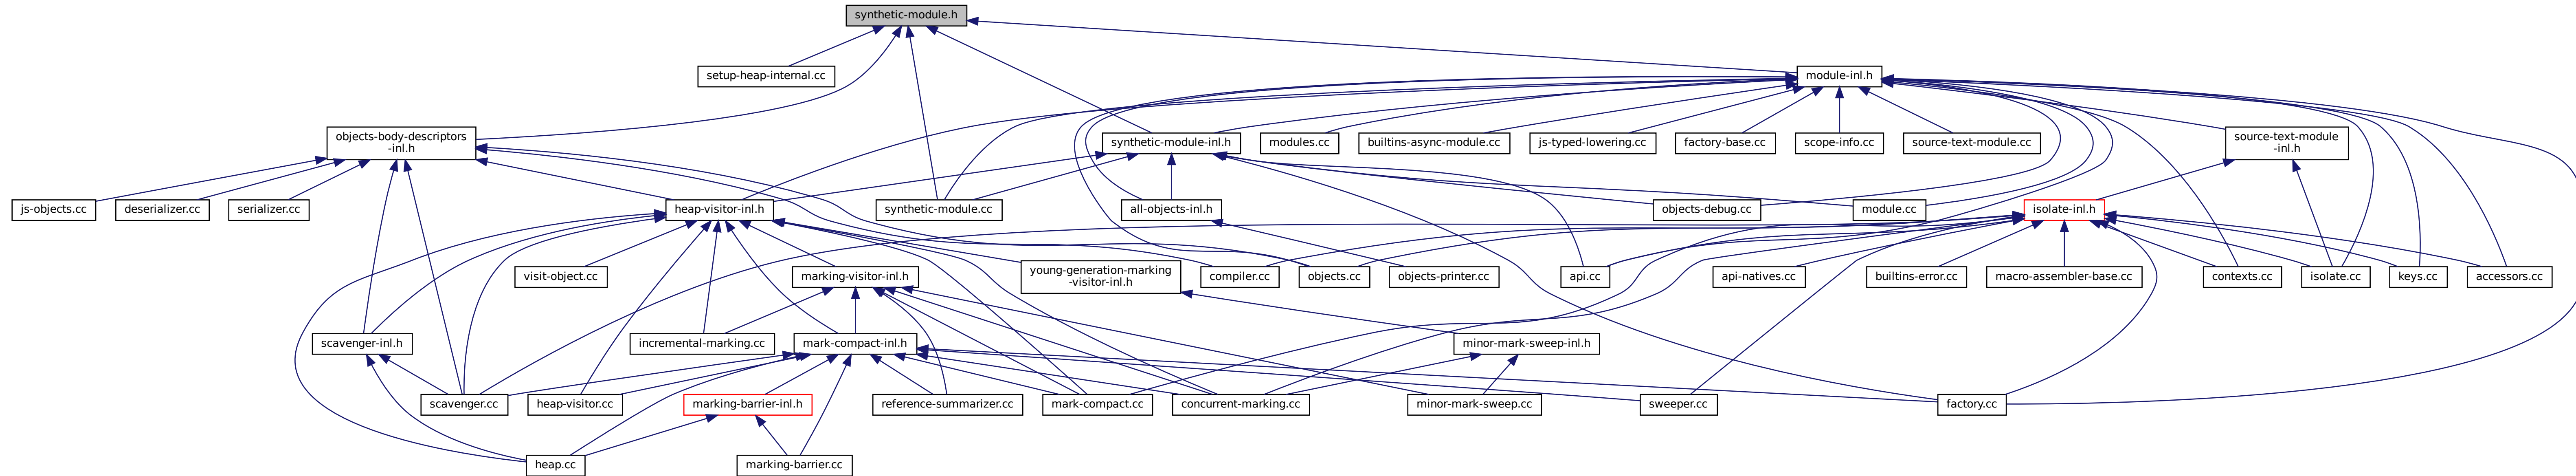 synthetic-module.h
setup-heap-internal.cc
module-inl.h
objects-body-descriptors
-inl.h
synthetic-module-inl.h
modules.cc
builtins-async-module.cc
js-typed-lowering.cc
factory-base.cc
scope-info.cc
source-text-module.cc
source-text-module
-inl.h
js-objects.cc
deserializer.cc
serializer.cc
heap-visitor-inl.h
synthetic-module.cc
all-objects-inl.h
objects-debug.cc
module.cc
isolate-inl.h
visit-object.cc
marking-visitor-inl.h
young-generation-marking
-visitor-inl.h
compiler.cc
objects.cc
objects-printer.cc
api.cc
api-natives.cc
builtins-error.cc
macro-assembler-base.cc
contexts.cc
isolate.cc
keys.cc
accessors.cc
scavenger-inl.h
incremental-marking.cc
mark-compact-inl.h
minor-mark-sweep-inl.h
scavenger.cc
heap-visitor.cc
marking-barrier-inl.h
reference-summarizer.cc
mark-compact.cc
concurrent-marking.cc
minor-mark-sweep.cc
sweeper.cc
factory.cc
heap.cc
marking-barrier.cc